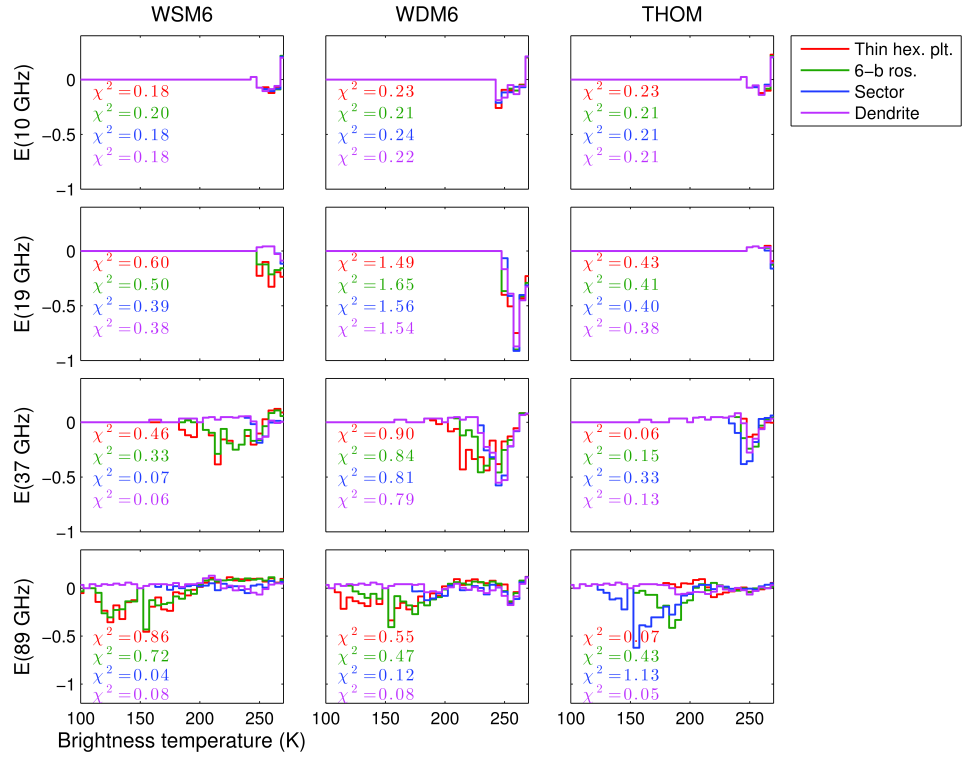 WSM6 WDM6 THOM
Thin hex. plt.
6−b ros.
Sector
Dendrite
E(10 GHz)
0
−0.5
−1
χ² = 0.18
χ² = 0.20
χ² = 0.18
χ² = 0.18
χ² = 0.23
χ² = 0.21
χ² = 0.24
χ² = 0.22
χ² = 0.23
χ² = 0.21
χ² = 0.21
χ² = 0.21
E(19 GHz)
0
−0.5
−1
χ² = 0.60
χ² = 0.50
χ² = 0.39
χ² = 0.38
χ² = 1.49
χ² = 1.65
χ² = 1.56
χ² = 1.54
χ² = 0.43
χ² = 0.41
χ² = 0.40
χ² = 0.38
E(37 GHz)
0
−0.5
−1
χ² = 0.46
χ² = 0.33
χ² = 0.07
χ² = 0.06
χ² = 0.90
χ² = 0.84
χ² = 0.81
χ² = 0.79
χ² = 0.06
χ² = 0.15
χ² = 0.33
χ² = 0.13
E(89 GHz)
0
−0.5
−1
χ² = 0.86
χ² = 0.72
χ² = 0.04
χ² = 0.08
χ² = 0.55
χ² = 0.47
χ² = 0.12
χ² = 0.08
χ² = 0.07
χ² = 0.43
χ² = 1.13
χ² = 0.05
100 150 200 250 100 150 200 250 100 150 200 250
Brightness temperature (K)